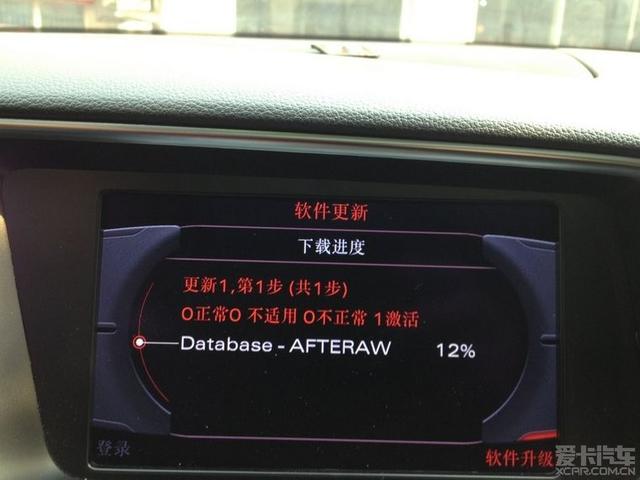 软件更新
下载进度
更新1,第1步 (共1步)
0正常0 不适用 0不正常 1激活
Database - AFTERAW 12%
登录 软件升级
爱卡汽车
XCAR.COM.CN